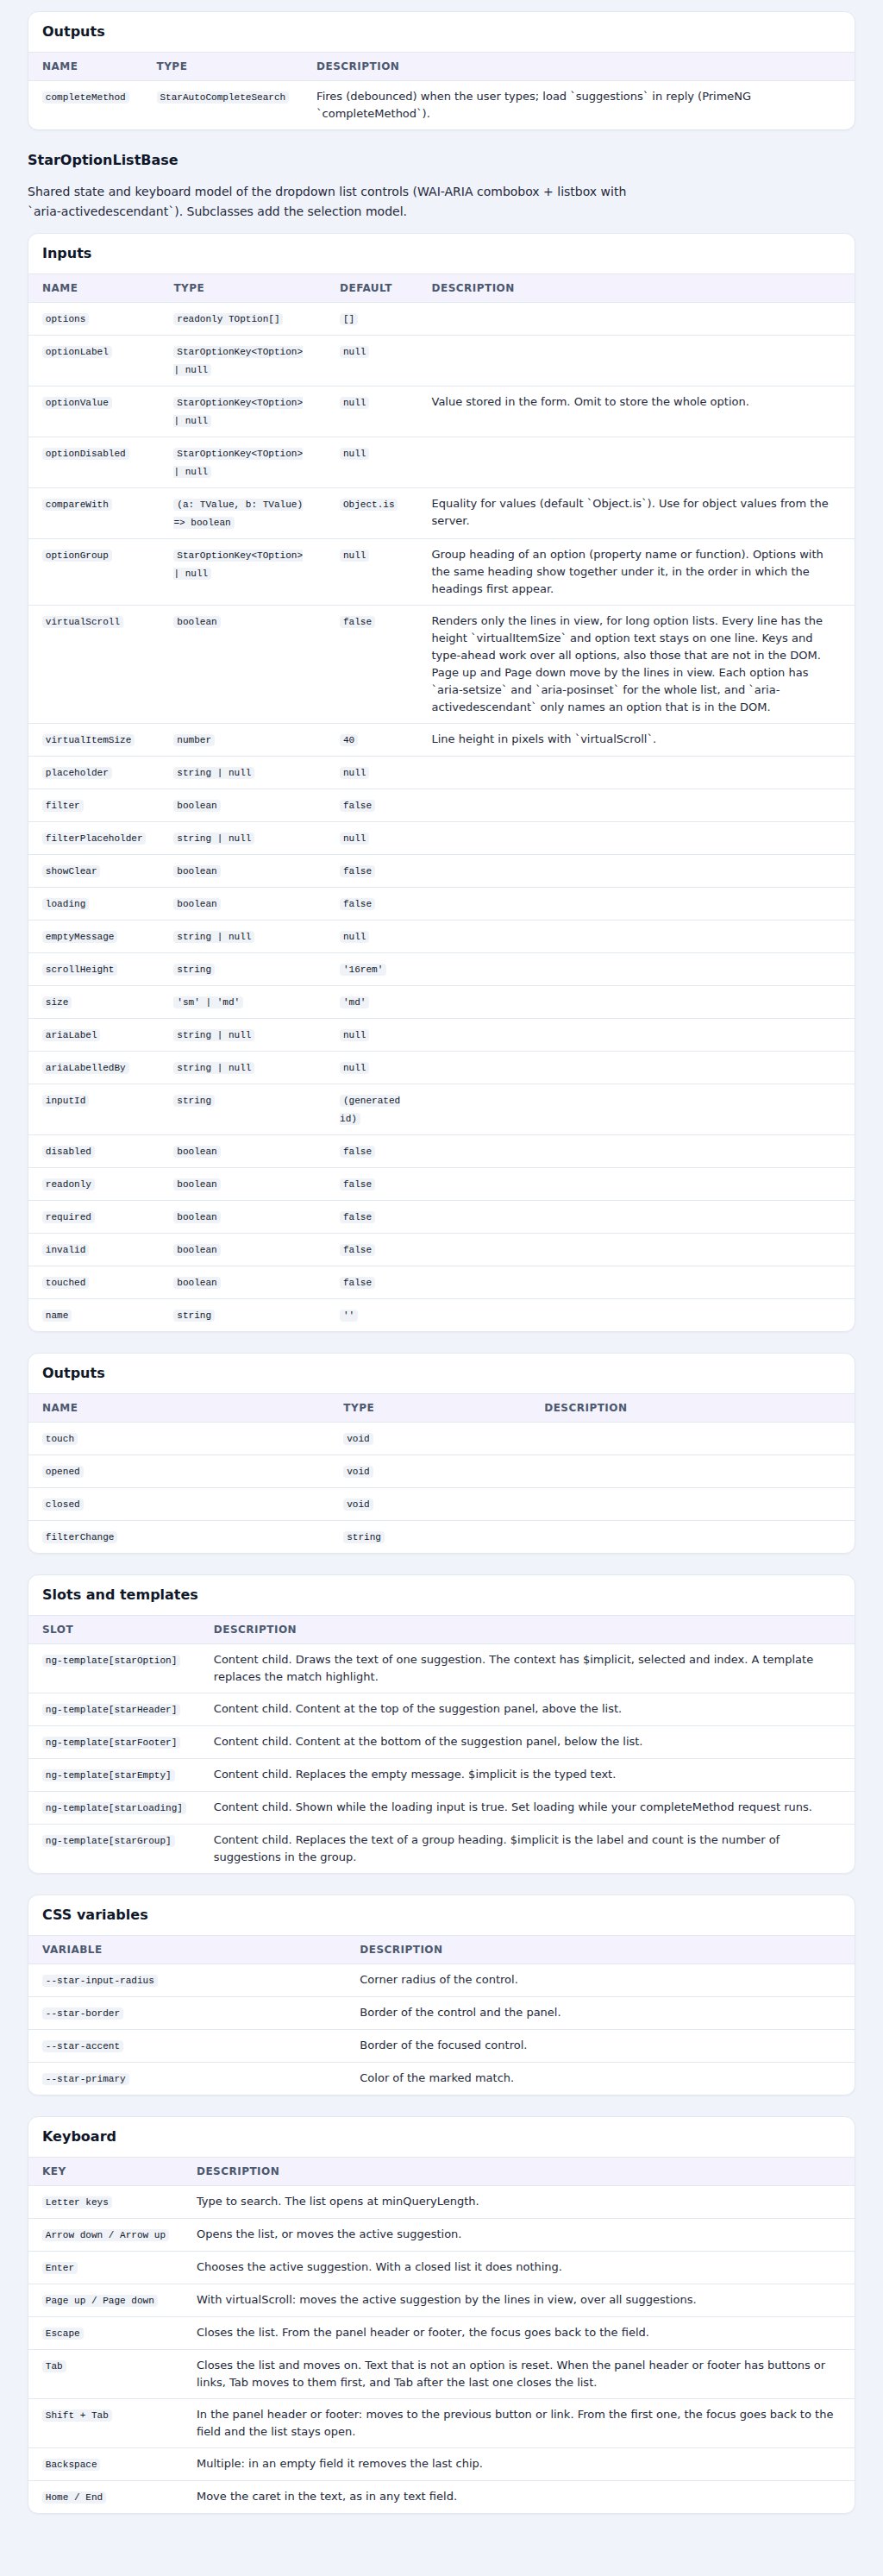 Outputs
NAME TYPE DESCRIPTION
completeMethod StarAutoCompleteSearch Fires (debounced) when the user types; load `suggestions` in reply (PrimeNG
`completeMethod`).
StarOptionListBase
Shared state and keyboard model of the dropdown list controls (WAI-ARIA combobox + listbox with
`aria-activedescendant`). Subclasses add the selection model.
Inputs
NAME TYPE DEFAULT DESCRIPTION
options readonly TOption[] []
optionLabel StarOptionKey<TOption> null
| null
optionValue StarOptionKey<TOption> null Value stored in the form. Omit to store the whole option.
| null
optionDisabled StarOptionKey<TOption> null
| null
compareWith (a: TValue, b: TValue) Object.is Equality for values (default `Object.is`). Use for object values from the
=> boolean server.
optionGroup StarOptionKey<TOption> null Group heading of an option (property name or function). Options with
| null the same heading show together under it, in the order in which the
headings first appear.
virtualScroll boolean false Renders only the lines in view, for long option lists. Every line has the
height `virtualItemSize` and option text stays on one line. Keys and
type-ahead work over all options, also those that are not in the DOM.
Page up and Page down move by the lines in view. Each option has
`aria-setsize` and `aria-posinset` for the whole list, and `aria-
activedescendant` only names an option that is in the DOM.
virtualItemSize number 40 Line height in pixels with `virtualScroll`.
placeholder string | null null
filter boolean false
filterPlaceholder string | null null
showClear boolean false
loading boolean false
emptyMessage string | null null
scrollHeight string '16rem'
size 'sm' | 'md' 'md'
ariaLabel string | null null
ariaLabelledBy string | null null
inputId string (generated
id)
disabled boolean false
readonly boolean false
required boolean false
invalid boolean false
touched boolean false
name string ''
Outputs
NAME TYPE DESCRIPTION
touch void
opened void
closed void
filterChange string
Slots and templates
SLOT DESCRIPTION
ng-template[starOption] Content child. Draws the text of one suggestion. The context has $implicit, selected and index. A template
replaces the match highlight.
ng-template[starHeader] Content child. Content at the top of the suggestion panel, above the list.
ng-template[starFooter] Content child. Content at the bottom of the suggestion panel, below the list.
ng-template[starEmpty] Content child. Replaces the empty message. $implicit is the typed text.
ng-template[starLoading] Content child. Shown while the loading input is true. Set loading while your completeMethod request runs.
ng-template[starGroup] Content child. Replaces the text of a group heading. $implicit is the label and count is the number of
suggestions in the group.
CSS variables
VARIABLE DESCRIPTION
--star-input-radius Corner radius of the control.
--star-border Border of the control and the panel.
--star-accent Border of the focused control.
--star-primary Color of the marked match.
Keyboard
KEY DESCRIPTION
Letter keys Type to search. The list opens at minQueryLength.
Arrow down / Arrow up Opens the list, or moves the active suggestion.
Enter Chooses the active suggestion. With a closed list it does nothing.
Page up / Page down With virtualScroll: moves the active suggestion by the lines in view, over all suggestions.
Escape Closes the list. From the panel header or footer, the focus goes back to the field.
Tab Closes the list and moves on. Text that is not an option is reset. When the panel header or footer has buttons or
links, Tab moves to them first, and Tab after the last one closes the list.
Shift + Tab In the panel header or footer: moves to the previous button or link. From the first one, the focus goes back to the
field and the list stays open.
Backspace Multiple: in an empty field it removes the last chip.
Home / End Move the caret in the text, as in any text field.